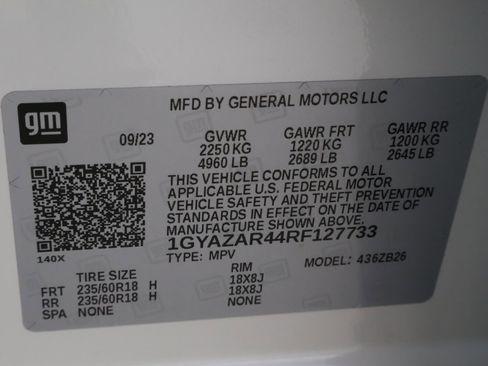 gm
MFD BY GENERAL MOTORS LLC
09/23 GVWR GAWR FRT GAWR RR
2250 KG 1220 KG 1200 KG
4960 LB 2689 LB 2645 LB
THIS VEHICLE CONFORMS TO ALL
APPLICABLE U.S. FEDERAL MOTOR
VEHICLE SAFETY AND THEFT PREVENTION
STANDARDS IN EFFECT ON THE DATE OF
MANUFACTURE SHOWN ABOVE.
1GYAZAR44RF127733
140X
TYPE: MPV MODEL: 436ZB26
TIRE SIZE RIM
FRT 235/60R18 H 18X8J
RR 235/60R18 H 18X8J
SPA NONE NONE